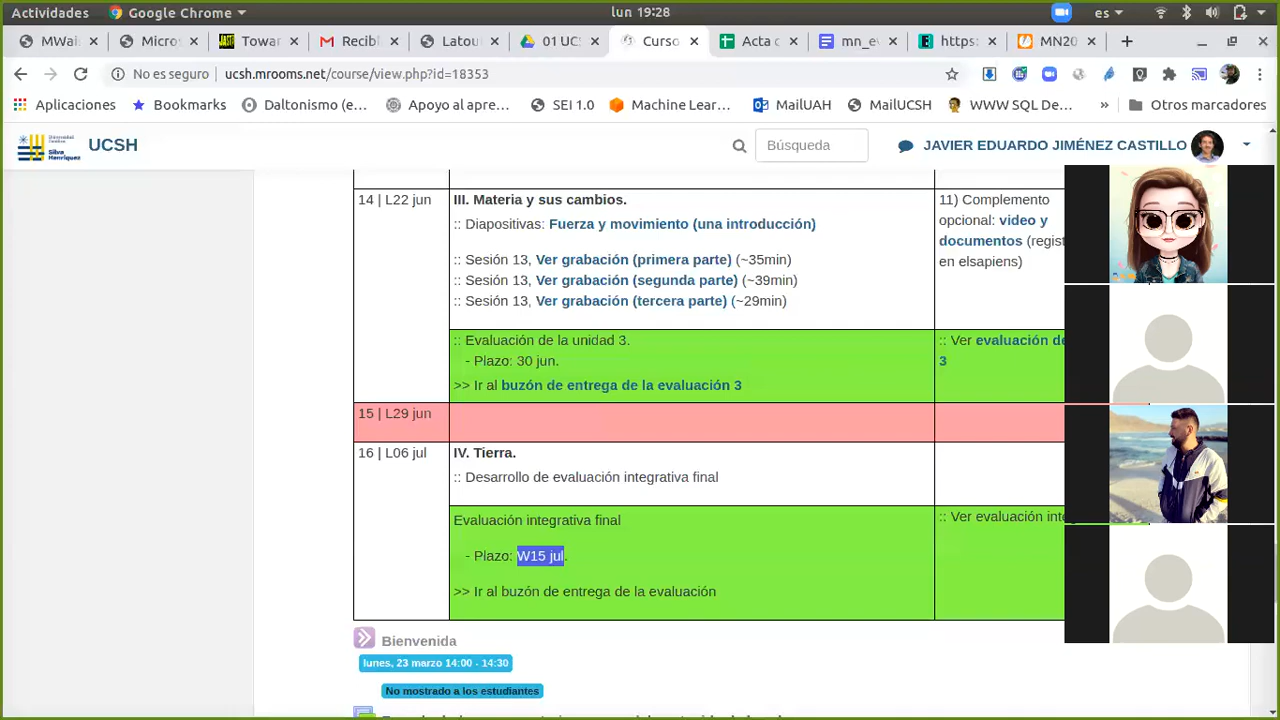 Actividades Google Chrome lun 19:28 es
MWai Micro Towar Recibi Latou 01 UCS Curso Acta c mn_e https MN20
No es seguro ucsh.mrooms.net/course/view.php?id=18353
Aplicaciones Bookmarks Daltonismo (e... Apoyo al apre... SEI 1.0 Machine Lear... MailUAH MailUCSH WWW SQL De... » Otros marcadores
Silva Henríquez UCSH Búsqueda JAVIER EDUARDO JIMÉNEZ CASTILLO
14 | L22 jun
III. Materia y sus cambios.
:: Diapositivas: Fuerza y movimiento (una introducción)
:: Sesión 13, Ver grabación (primera parte) (~35min)
:: Sesión 13, Ver grabación (segunda parte) (~39min)
:: Sesión 13, Ver grabación (tercera parte) (~29min)
11) Complemento
opcional: video y
documentos (regist
en elsapiens)
:: Evaluación de la unidad 3.
- Plazo: 30 jun.
>> Ir al buzón de entrega de la evaluación 3
:: Ver evaluación de
3
15 | L29 jun
16 | L06 jul
IV. Tierra.
:: Desarrollo de evaluación integrativa final
Evaluación integrativa final
- Plazo: W15 jul.
>> Ir al buzón de entrega de la evaluación
:: Ver evaluación inte
Bienvenida
lunes, 23 marzo 14:00 - 14:30
No mostrado a los estudiantes